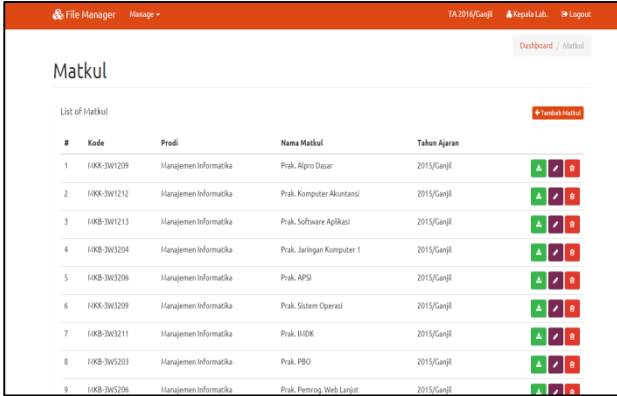 File Manager Manage TA 2016/Ganjil Kepala Lab. Logout
Dashboard / Matkul
Matkul
List of Matkul + Tambah Matkul
# Kode Prodi Nama Matkul Tahun Ajaran
1 MKK-3W1209 Manajemen Informatika Prak. Alpro Dasar 2015/Ganjil
2 MKK-3W1212 Manajemen Informatika Prak. Komputer Akuntansi 2015/Ganjil
3 MKB-3W1213 Manajemen Informatika Prak. Software Aplikasi 2015/Ganjil
4 MKB-3W3204 Manajemen Informatika Prak. Jaringan Komputer 1 2015/Ganjil
5 MKB-3W3206 Manajemen Informatika Prak. APSI 2015/Ganjil
6 MKK-3W3209 Manajemen Informatika Prak. Sistem Operasi 2015/Ganjil
7 MKB-3W3211 Manajemen Informatika Prak. IMDK 2015/Ganjil
8 MKB-3W5203 Manajemen Informatika Prak. PBO 2015/Ganjil
9 MKB-3W5206 Manajemen Informatika Prak. Pemrog. Web Lanjut 2015/Ganjil